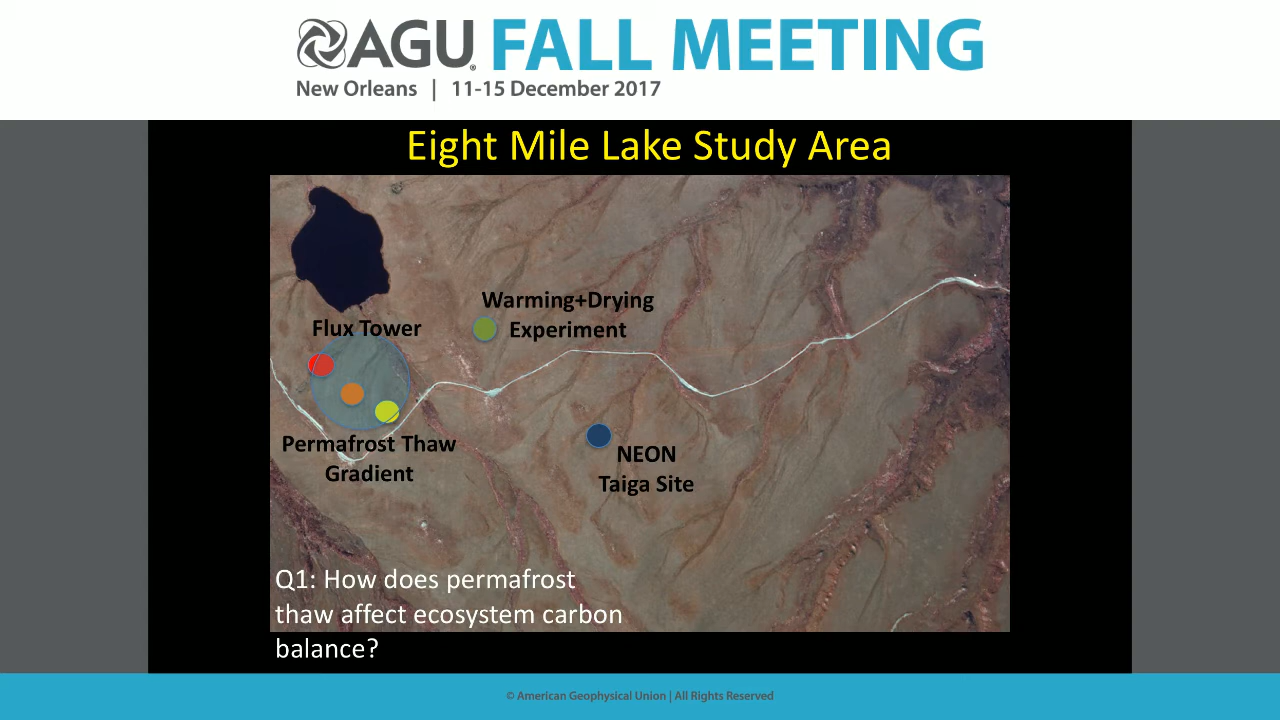 AGU FALL MEETING
New Orleans | 11-15 December 2017
Eight Mile Lake Study Area
Warming+Drying
Experiment
Flux Tower
Permafrost Thaw
Gradient
NEON
Taiga Site
Q1: How does permafrost
thaw affect ecosystem carbon
balance?
© American Geophysical Union | All Rights Reserved